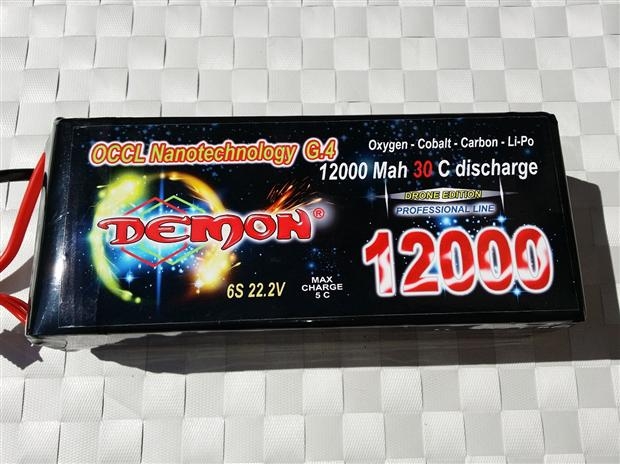 OCCL Nanotechnology G.4
Oxygen - Cobalt - Carbon - Li-Po
12000 Mah 30 C discharge
DRONE EDITION
PROFESSIONAL LINE
DEMON®
12000
6S 22.2V
MAX
CHARGE
5 C